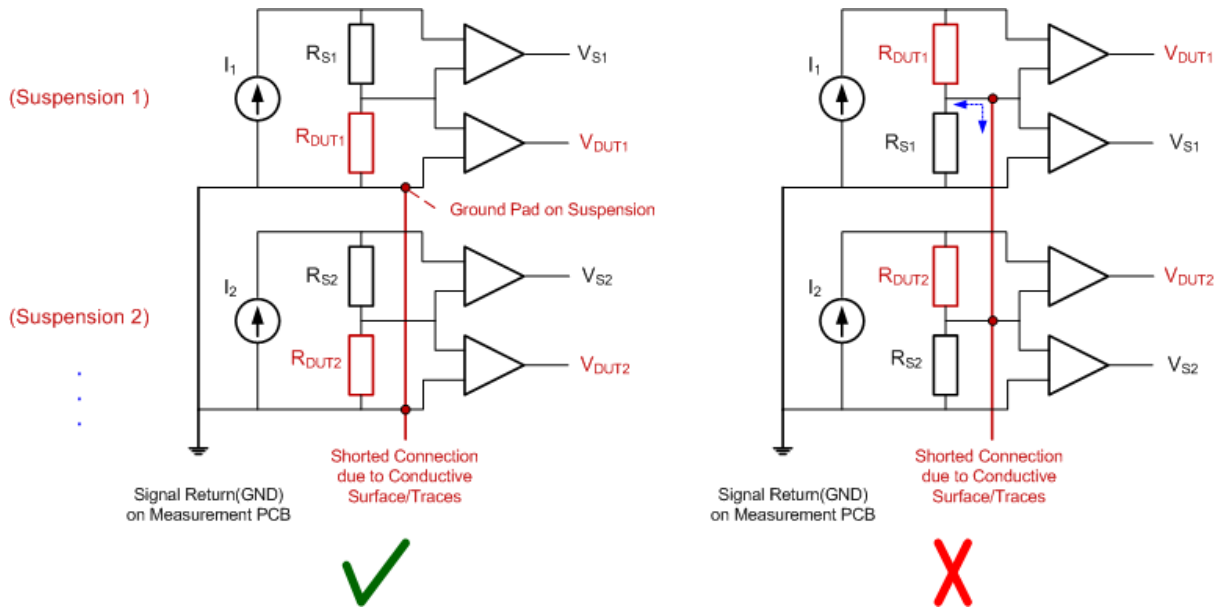 RS1
VS1
I1
(Suspension 1)
RDUT1
VDUT1
Ground Pad on Suspension
RS2
VS2
I2
(Suspension 2)
RDUT2
VDUT2
Shorted Connection
due to Conductive
Surface/Traces
Signal Return(GND)
on Measurement PCB
RDUT1
VDUT1
I1
RS1
VS1
RDUT2
VDUT2
I2
RS2
VS2
Shorted Connection
due to Conductive
Surface/Traces
Signal Return(GND)
on Measurement PCB